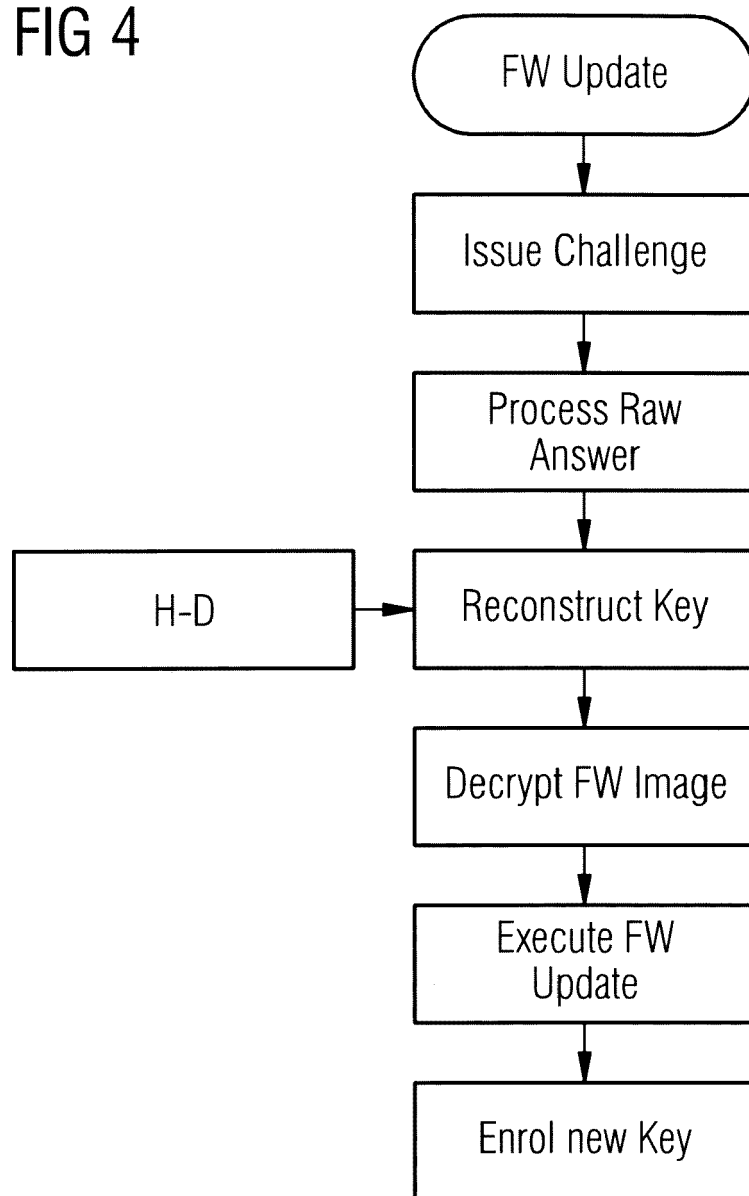 FIG 4
FW Update
Issue Challenge
Process Raw
Answer
H-D
Reconstruct Key
Decrypt FW Image
Execute FW
Update
Enrol new Key